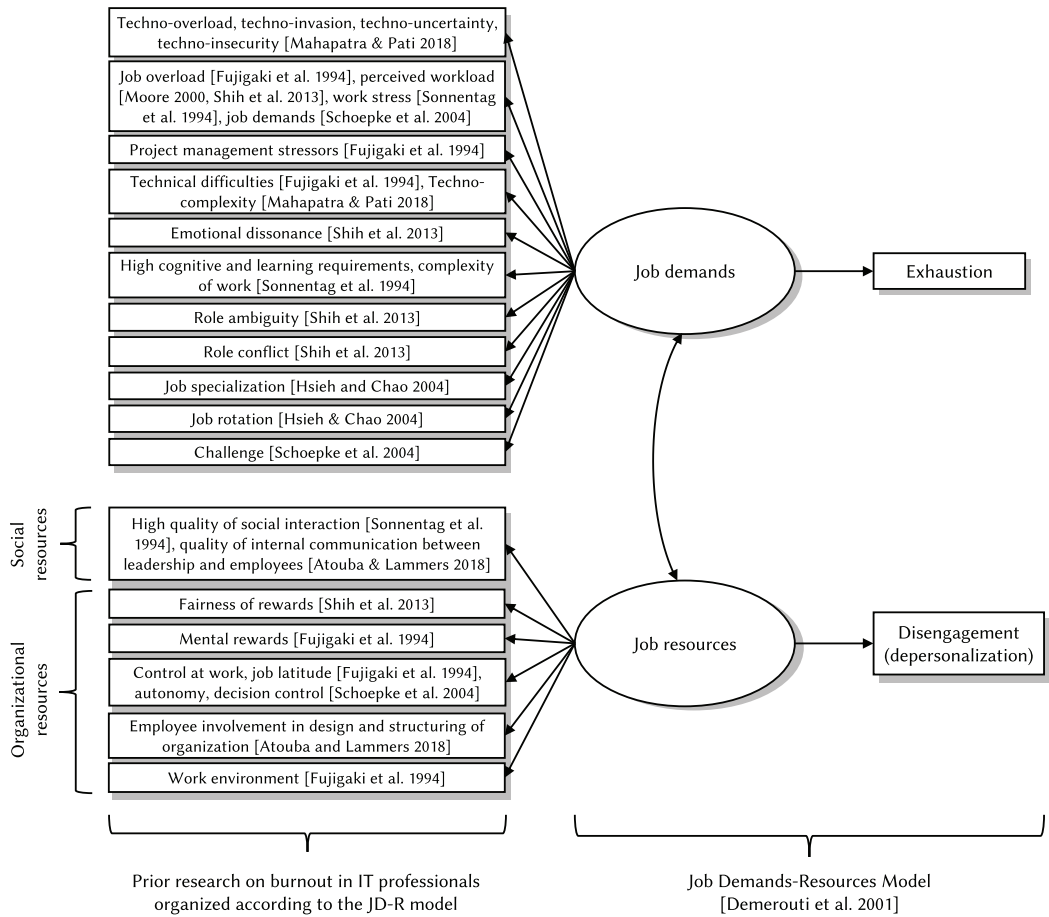 Techno-overload, techno-invasion, techno-uncertainty,
techno-insecurity [Mahapatra & Pati 2018]
Job overload [Fujigaki et al. 1994], perceived workload
[Moore 2000, Shih et al. 2013], work stress [Sonnentag
et al. 1994], job demands [Schoepke et al. 2004]
Project management stressors [Fujigaki et al. 1994]
Technical difficulties [Fujigaki et al. 1994], Techno-
complexity [Mahapatra & Pati 2018]
Emotional dissonance [Shih et al. 2013]
High cognitive and learning requirements, complexity
of work [Sonnentag et al. 1994]
Role ambiguity [Shih et al. 2013]
Role conflict [Shih et al. 2013]
Job specialization [Hsieh and Chao 2004]
Job rotation [Hsieh & Chao 2004]
Challenge [Schoepke et al. 2004]
Job demands
Exhaustion
Social
resources
High quality of social interaction [Sonnentag et al.
1994], quality of internal communication between
leadership and employees [Atouba & Lammers 2018]
Organizational
resources
Fairness of rewards [Shih et al. 2013]
Mental rewards [Fujigaki et al. 1994]
Control at work, job latitude [Fujigaki et al. 1994],
autonomy, decision control [Schoepke et al. 2004]
Employee involvement in design and structuring of
organization [Atouba and Lammers 2018]
Work environment [Fujigaki et al. 1994]
Job resources
Disengagement
(depersonalization)
Prior research on burnout in IT professionals
organized according to the JD-R model
Job Demands-Resources Model
[Demerouti et al. 2001]